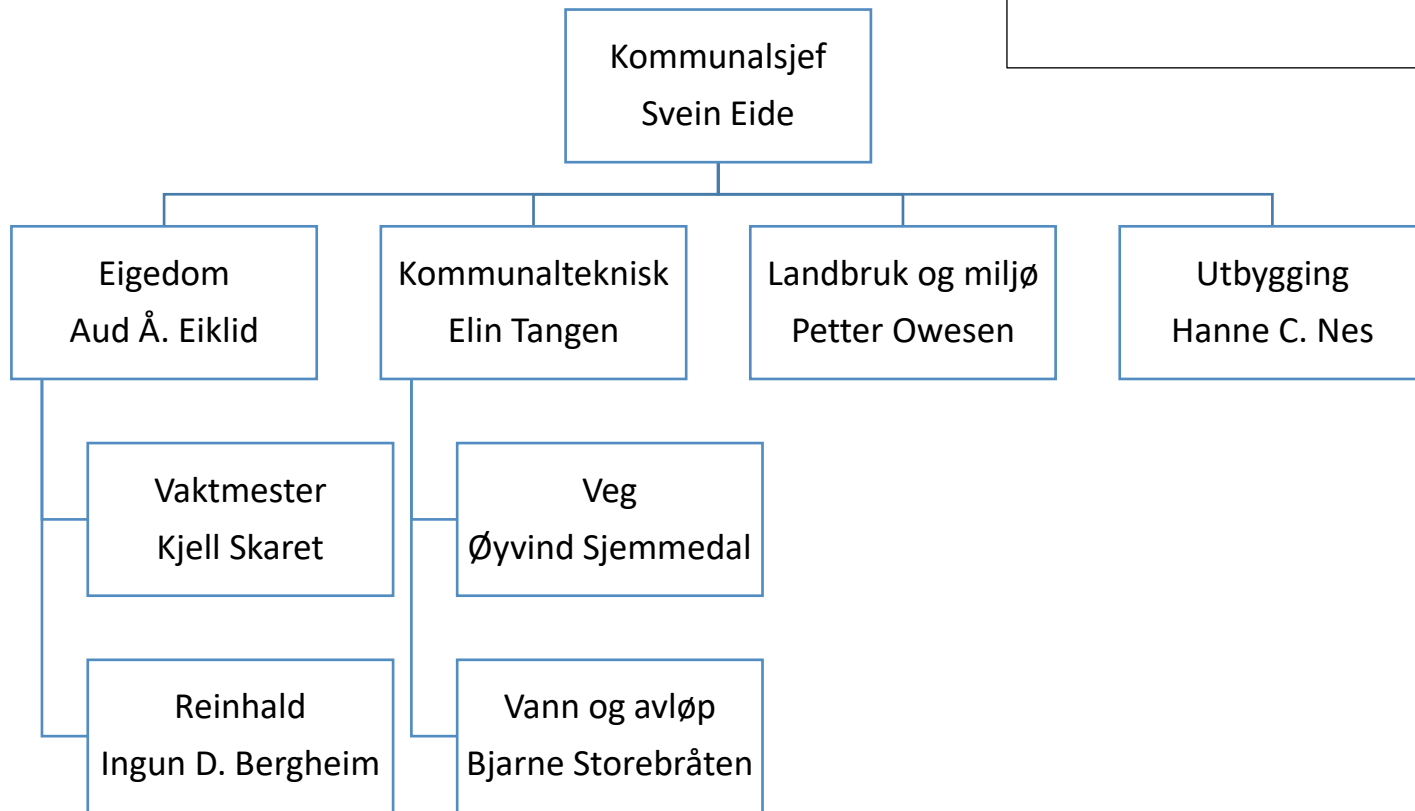 Kommunalsjef
Svein Eide
Eigedom
Aud Å. Eiklid
Kommunalteknisk
Elin Tangen
Landbruk og miljø
Petter Owesen
Utbygging
Hanne C. Nes
Vaktmester
Kjell Skaret
Veg
Øyvind Sjemmedal
Reinhald
Ingun D. Bergheim
Vann og avløp
Bjarne Storebråten